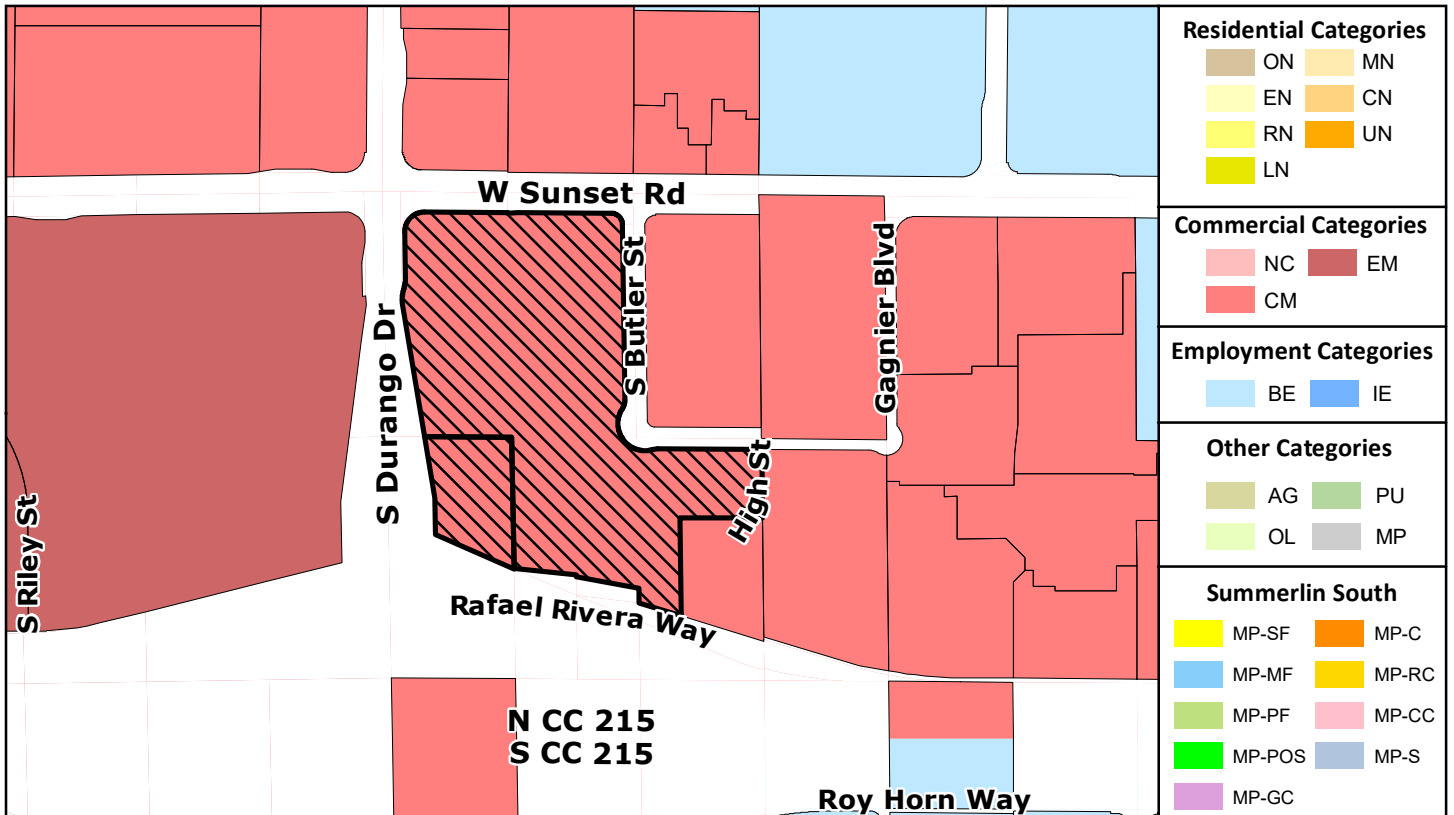 W Sunset Rd
S Butler St
Gagnier Blvd
S Durango Dr
High St
S Riley St
Rafael Rivera Way
N CC 215
S CC 215
Roy Horn Way
Residential Categories
ON MN
EN CN
RN UN
LN
Commercial Categories
NC EM
CM
Employment Categories
BE IE
Other Categories
AG PU
OL MP
Summerlin South
MP-SF MP-C
MP-MF MP-RC
MP-PF MP-CC
MP-POS MP-S
MP-GC